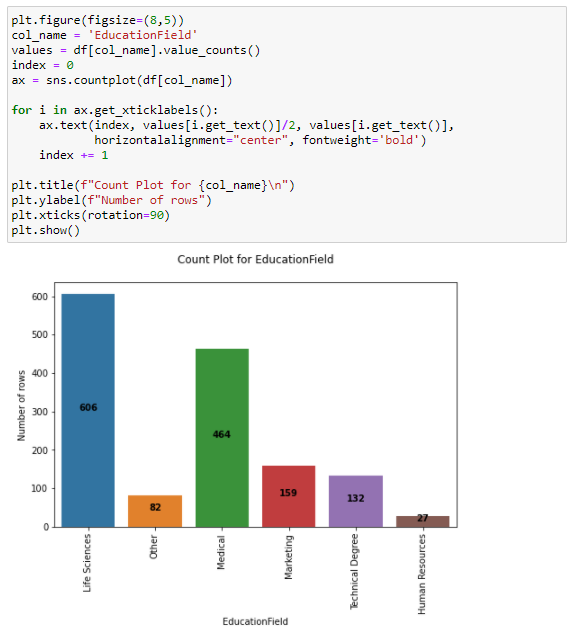 plt.figure(figsize=(8,5))
col_name = 'EducationField'
values = df[col_name].value_counts()
index = 0
ax = sns.countplot(df[col_name])
for i in ax.get_xticklabels():
    ax.text(index, values[i.get_text()]/2, values[i.get_text()],
            horizontalalignment="center", fontweight='bold')
    index += 1
plt.title(f"Count Plot for {col_name}\n")
plt.ylabel(f"Number of rows")
plt.xticks(rotation=90)
plt.show()
Count Plot for EducationField
Number of rows
600
500
400
300
200
100
0
606
82
464
159
132
27
Life Sciences
Other
Medical
Marketing
Technical Degree
Human Resources
EducationField